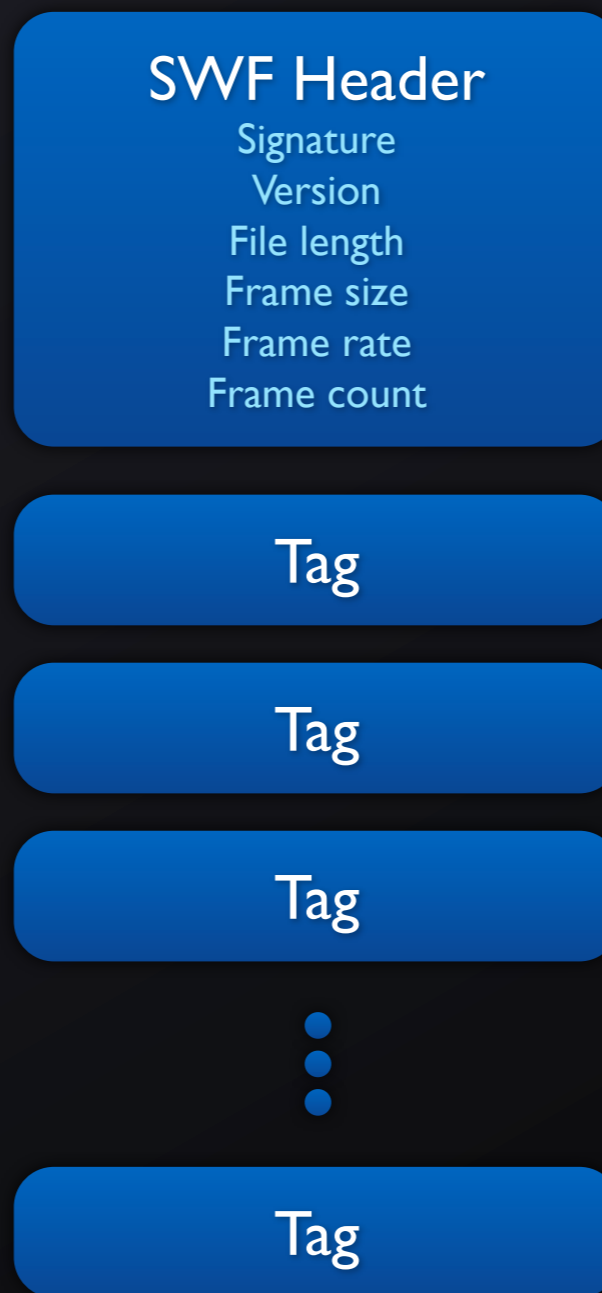 SWF Header
Signature
Version
File length
Frame size
Frame rate
Frame count
Tag
Tag
Tag
Tag